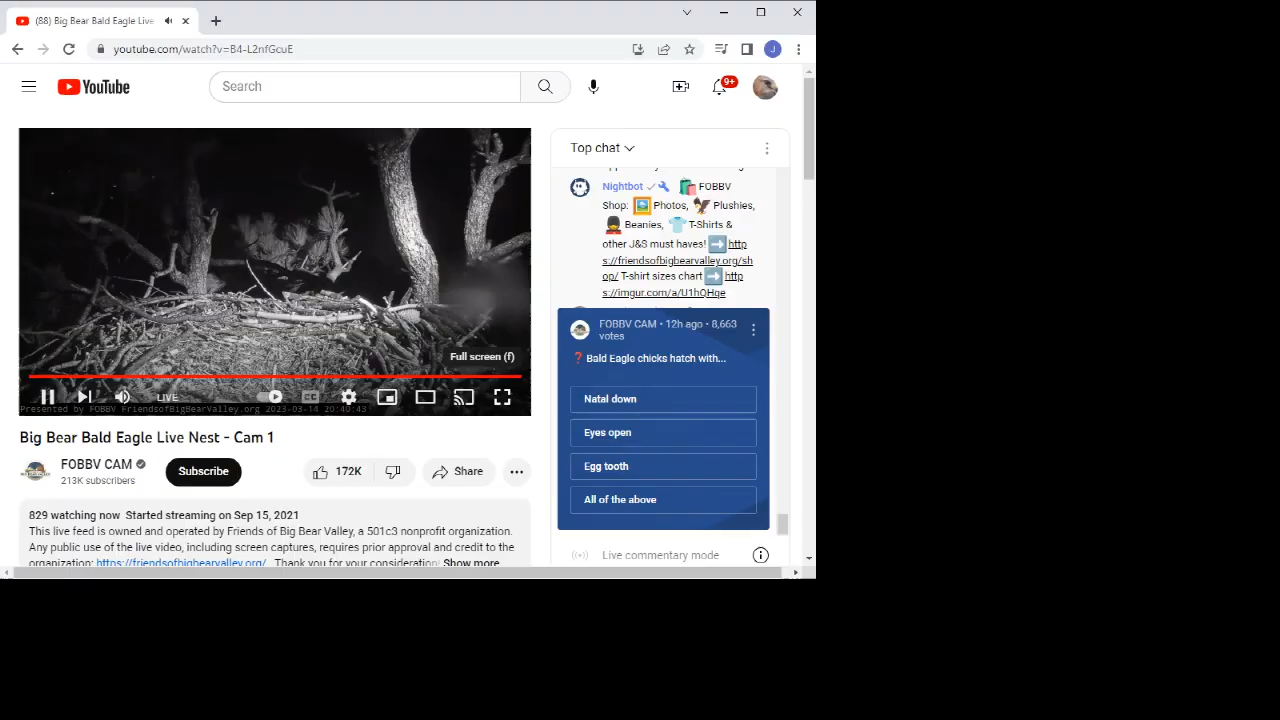 (88) Big Bear Bald Eagle Live
youtube.com/watch?v=B4-L2nfGcuE
J
YouTube
Search
9+
Top chat
Nightbot FOBBV
Shop: Photos, Plushies,
Beanies, T-Shirts &
other J&S must haves! http
s://friendsofbigbearvalley.org/sh
op/ T-shirt sizes chart http
s://imgur.com/a/U1hQHqe
FOBBV CAM • 12h ago • 8,663
votes
Bald Eagle chicks hatch with...
Natal down
Eyes open
Egg tooth
All of the above
Live commentary mode
Full screen (f)
LIVE
CC
Presented by FOBBV FriendsofBigBearValley.org 2023-03-14 20:40:43
Big Bear Bald Eagle Live Nest - Cam 1
FOBBV CAM
213K subscribers
Subscribe
172K
Share
829 watching now Started streaming on Sep 15, 2021
This live feed is owned and operated by Friends of Big Bear Valley, a 501c3 nonprofit organization.
Any public use of the live video, including screen captures, requires prior approval and credit to the
organization: https://friendsofbigbearvalley.org/ . Thank you for your consideration! Show more